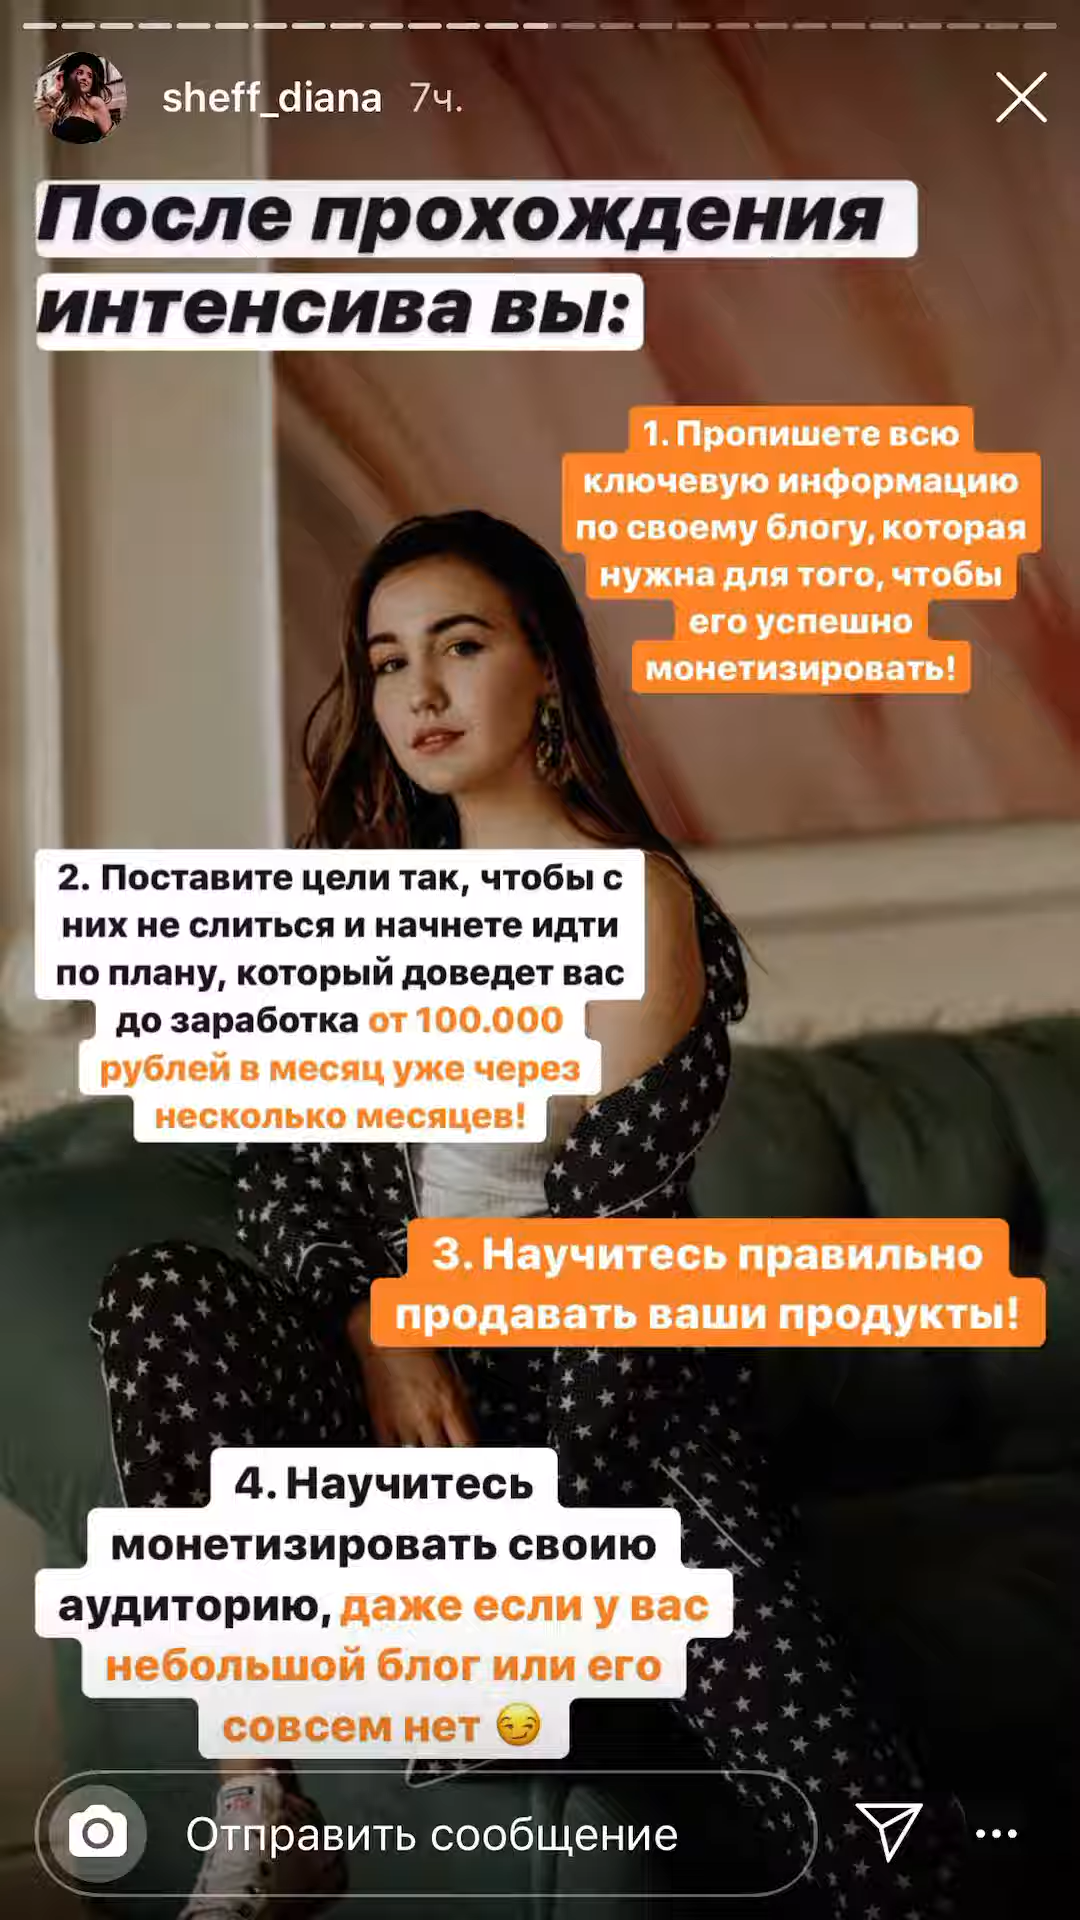 sheff_diana 7ч.
После прохождения
интенсива вы:
1. Пропишете всю
ключевую информацию
по своему блогу, которая
нужна для того, чтобы
его успешно
монетизировать!
2. Поставите цели так, чтобы с
них не слиться и начнете идти
по плану, который доведет вас
до заработка от 100.000
рублей в месяц уже через
несколько месяцев!
3. Научитесь правильно
продавать ваши продукты!
4. Научитесь
монетизировать своию
аудиторию, даже если у вас
небольшой блог или его
совсем нет 😏
Отправить сообщение